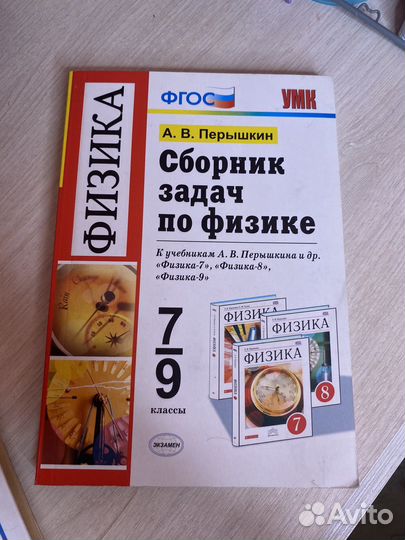 ФИЗИКА
ФГОС
УМК
А. В. Перышкин
Сборник
задач
по физике
К учебникам А. В. Перышкина и др.
«Физика-7», «Физика-8»,
«Физика-9»
7
9
классы
ФИЗИКА
ФИЗИКА
8
ФИЗИКА
7
ЭКЗАМЕН
Avito